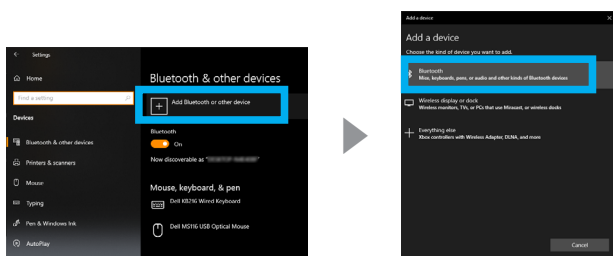 Settings
Home
Find a setting
Devices
Bluetooth & other devices
Printers & scanners
Mouse
Typing
Pen & Windows Ink
AutoPlay
Bluetooth & other devices
Add Bluetooth or other device
Bluetooth
On
Now discoverable as "
Mouse, keyboard, & pen
Dell KB216 Wired Keyboard
Dell MS116 USB Optical Mouse
Add a device
Add a device
Choose the kind of device you want to add.
Bluetooth
Mice, keyboards, pens, or audio and other kinds of Bluetooth devices
Wireless display or dock
Wireless monitors, TVs, or PCs that use Miracast, or wireless docks
Everything else
Xbox controllers with Wireless Adapter, DLNA, and more
Cancel